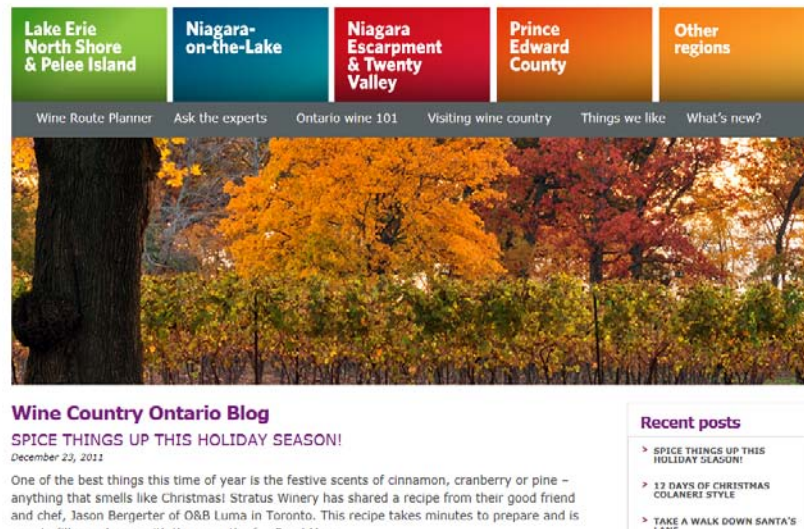 Lake Erie
North Shore
& Pelee Island
Niagara-
on-the-Lake
Niagara
Escarpment
& Twenty
Valley
Prince
Edward
County
Other
regions
Wine Route Planner Ask the experts Ontario wine 101 Visiting wine country Things we like What's new?
Wine Country Ontario Blog
SPICE THINGS UP THIS HOLIDAY SEASON!
December 23, 2011
One of the best things this time of year is the festive scents of cinnamon, cranberry or pine –
anything that smells like Christmas! Stratus Winery has shared a recipe from their good friend
and chef, Jason Bergerter of O&B Luma in Toronto. This recipe takes minutes to prepare and is
Recent posts
> SPICE THINGS UP THIS
HOLIDAY SEASON!
> 12 DAYS OF CHRISTMAS
COLANERI STYLE
> TAKE A WALK DOWN SANTA'S